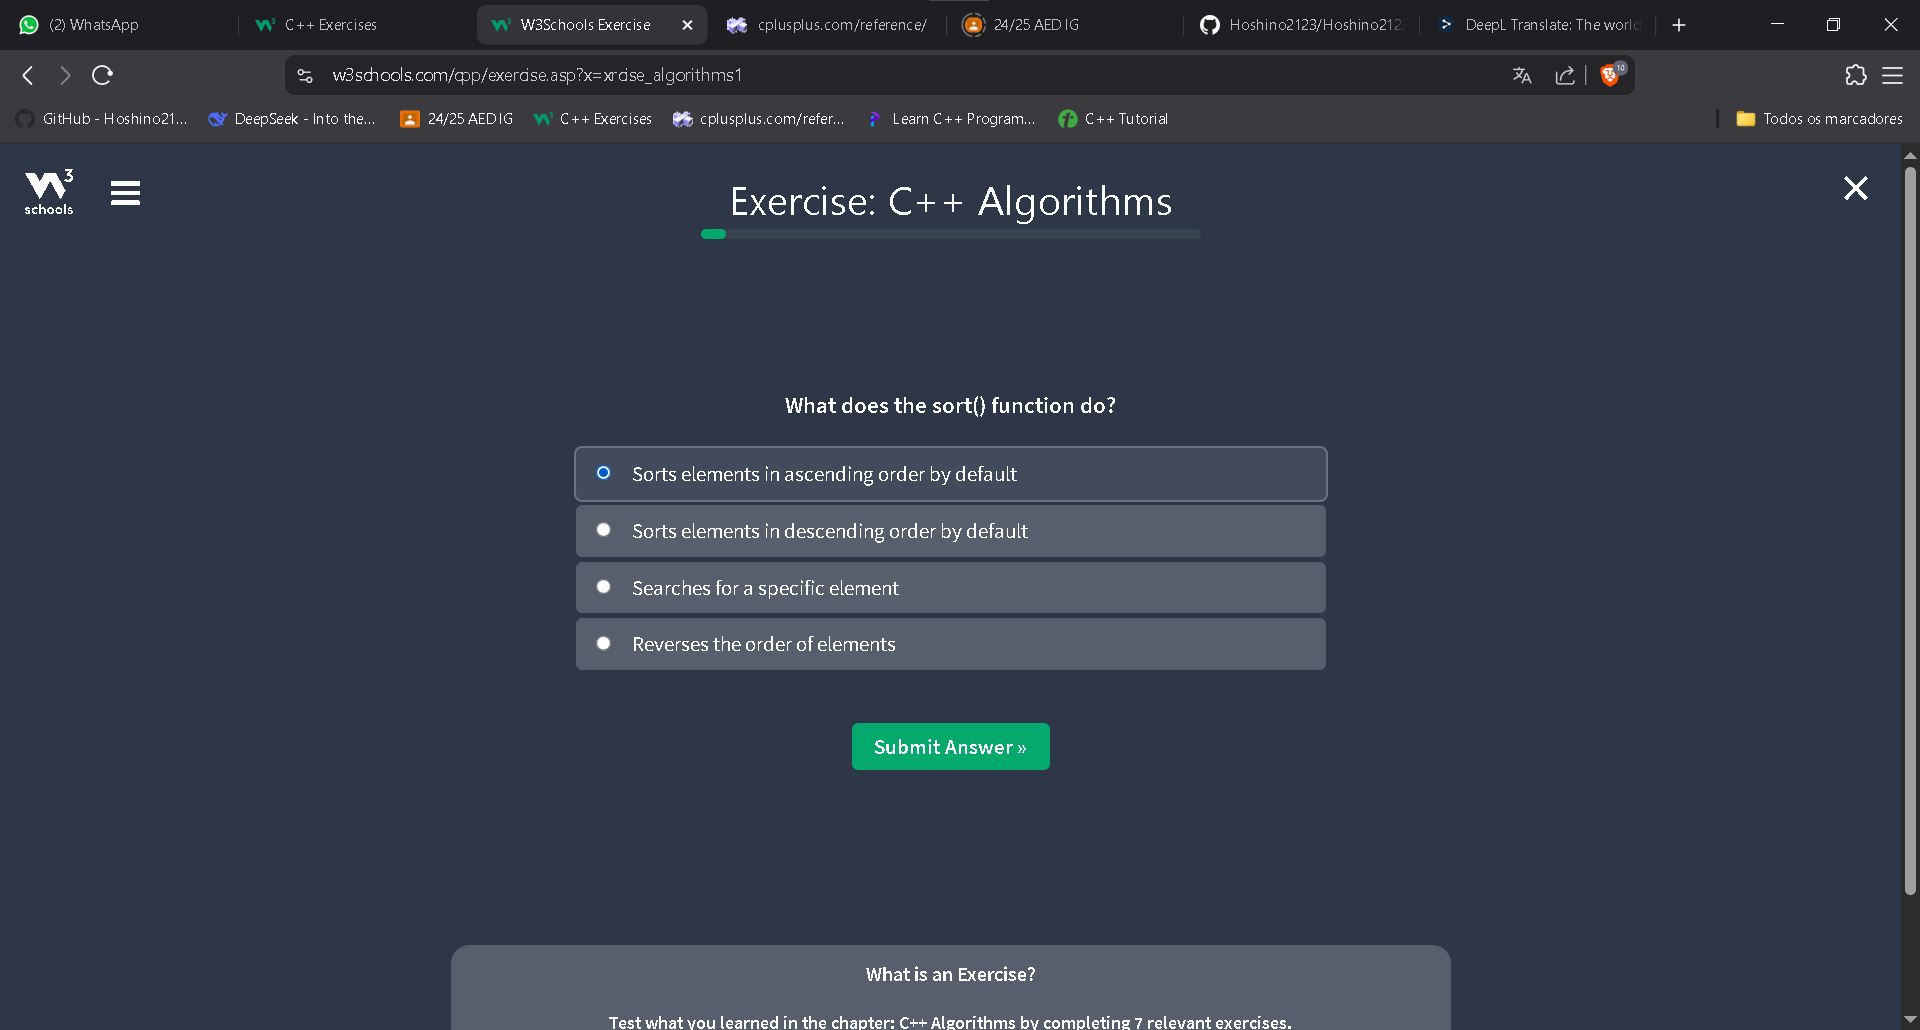 (2) WhatsApp
C++ Exercises
W3Schools Exercise
cplusplus.com/reference/
24/25 AED IG
Hoshino2123/Hoshino212
DeepL Translate: The world
w3schools.com/cpp/exercise.asp?x=xrcise_algorithms1
10
GitHub - Hoshino21...
DeepSeek - Into the...
24/25 AED IG
C++ Exercises
cplusplus.com/refer...
Learn C++ Program...
C++ Tutorial
Todos os marcadores
W3
schools
Exercise: C++ Algorithms
What does the sort() function do?
Sorts elements in ascending order by default
Sorts elements in descending order by default
Searches for a specific element
Reverses the order of elements
Submit Answer »
What is an Exercise?
Test what you learned in the chapter: C++ Algorithms by completing 7 relevant exercises.